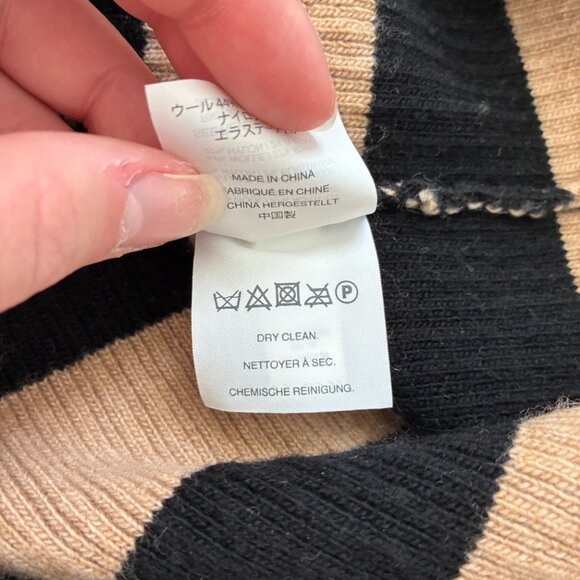 ウール 44
ナイロ
エラステ
MADE IN CHINA
FABRIQUÉ EN CHINE
CHINA HERGESTELLT
中国製
P
DRY CLEAN.
NETTOYER À SEC.
CHEMISCHE REINIGUNG.